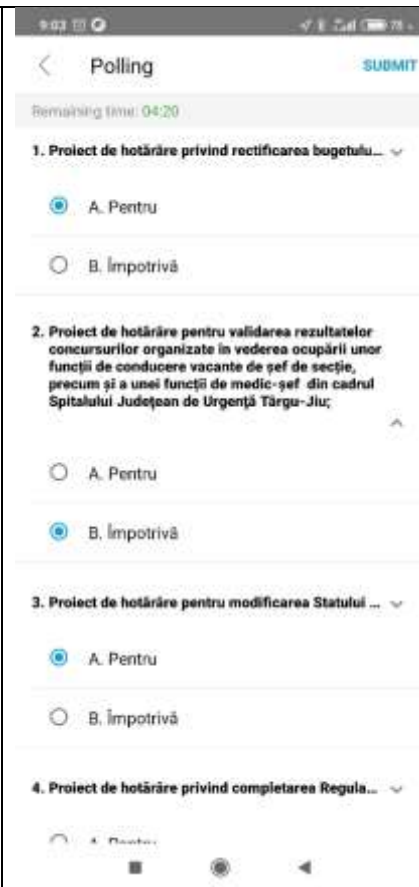 9:03
Polling
SUBMIT
Remaining time: 04:20
1. Proiect de hotărâre privind rectificarea bugetulu...
A. Pentru
B. Împotrivă
2. Proiect de hotărâre pentru validarea rezultatelor
concursurilor organizate în vederea ocupării unor
funcții de conducere vacante de șef de secție,
precum și a unei funcții de medic-șef din cadrul
Spitalului Județean de Urgență Târgu-Jiu;
A. Pentru
B. Împotrivă
3. Proiect de hotărâre pentru modificarea Statului ...
A. Pentru
B. Împotrivă
4. Proiect de hotărâre privind completarea Regula...
A. Pentru